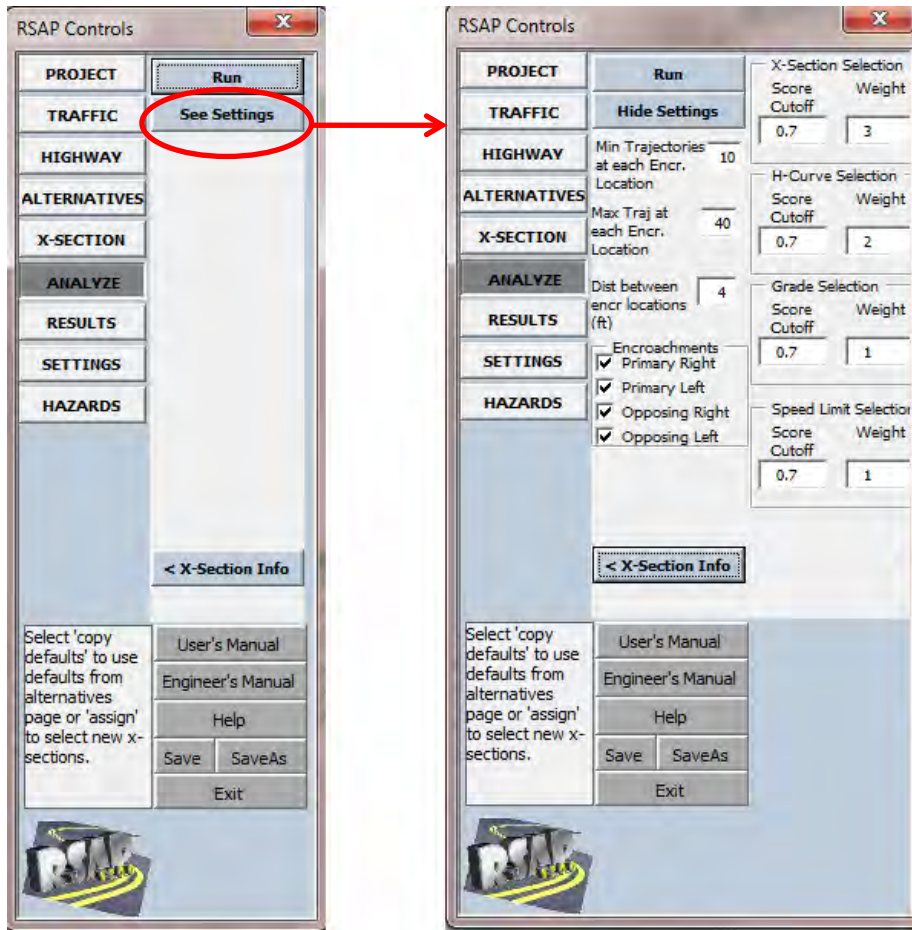 RSAP Controls
PROJECT
TRAFFIC
HIGHWAY
ALTERNATIVES
X-SECTION
ANALYZE
RESULTS
SETTINGS
HAZARDS
Run
See Settings
< X-Section Info
Select 'copy
defaults' to use
defaults from
alternatives
page or 'assign'
to select new x-
sections.
User's Manual
Engineer's Manual
Help
Save SaveAs
Exit
RSAP
RSAP Controls
PROJECT
TRAFFIC
HIGHWAY
ALTERNATIVES
X-SECTION
ANALYZE
RESULTS
SETTINGS
HAZARDS
Run
Hide Settings
Min Trajectories
at each Encr.
Location
10
Max Traj at
each Encr.
Location
40
Dist between
encr locations
(ft)
4
Encroachments
Primary Right
Primary Left
Opposing Right
Opposing Left
< X-Section Info
X-Section Selection
Score Weight
Cutoff
0.7 3
H-Curve Selection
Score Weight
Cutoff
0.7 2
Grade Selection
Score Weight
Cutoff
0.7 1
Speed Limit Selection
Score Weight
Cutoff
0.7 1
Select 'copy
defaults' to use
defaults from
alternatives
page or 'assign'
to select new x-
sections.
User's Manual
Engineer's Manual
Help
Save SaveAs
Exit
RSAP